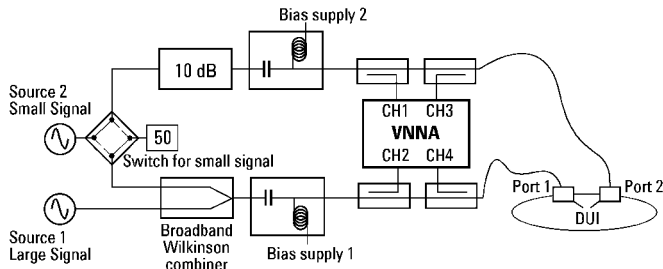 Bias supply 2
10 dB
Source 2
Small Signal
50
Switch for small signal
CH1 CH3
VNNA
CH2 CH4
Port 1
Port 2
DUI
Source 1
Large Signal
Broadband
Wilkinson
combiner
Bias supply 1